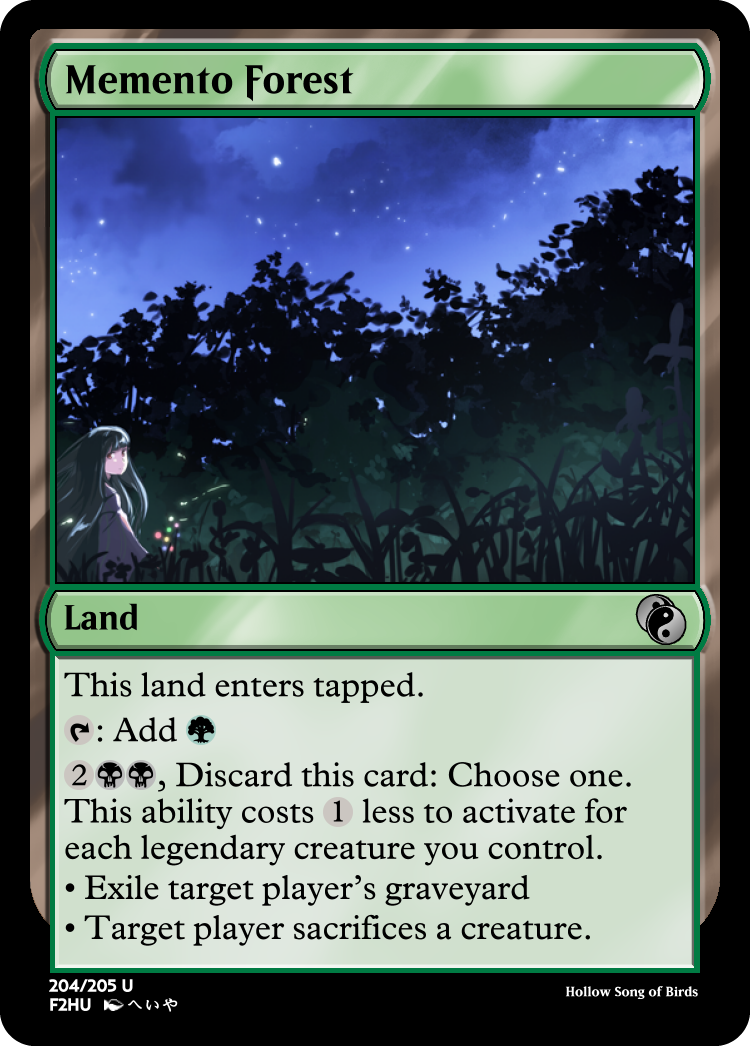 Memento Forest
Land
This land enters tapped.
: Add
2, Discard this card: Choose one.
This ability costs 1 less to activate for
each legendary creature you control.
• Exile target player's graveyard
• Target player sacrifices a creature.
204/205 U
F2HU へいや
Hollow Song of Birds